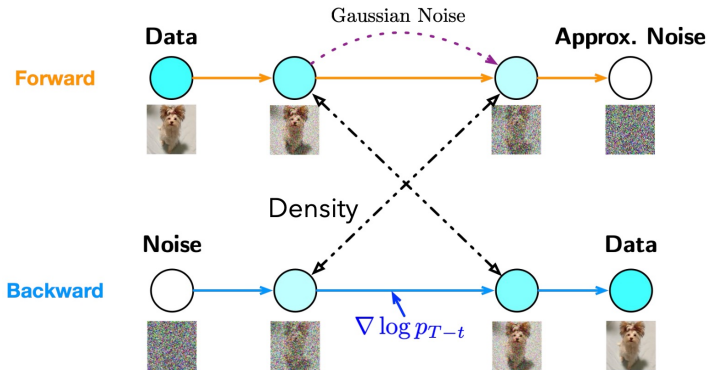 Gaussian Noise
Data
Approx. Noise
Forward
Density
Noise
Data
Backward
∇ log p_{T−t}